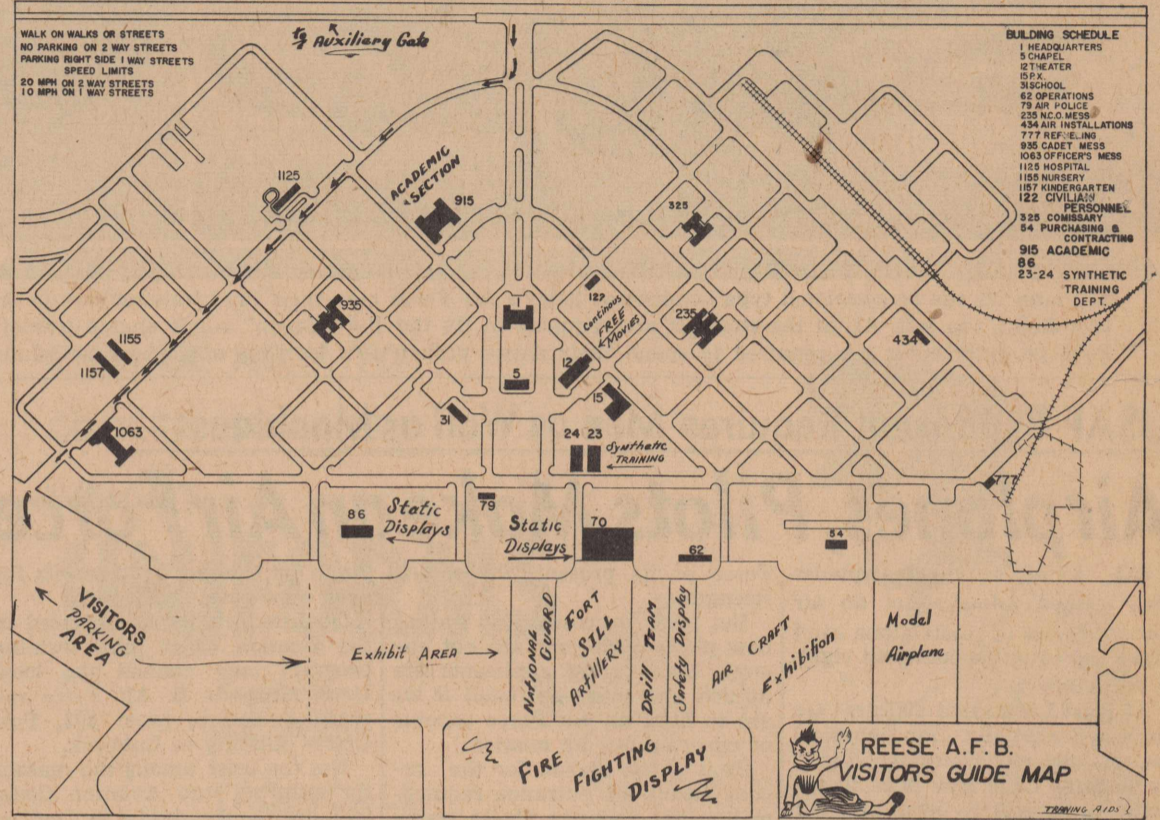 WALK ON WALKS OR STREETS
NO PARKING ON 2 WAY STREETS
PARKING RIGHT SIDE 1 WAY STREETS
SPEED LIMITS
20 MPH ON 2 WAY STREETS
10 MPH ON 1 WAY STREETS
to Auxiliary Gate
BUILDING SCHEDULE
1 HEADQUARTERS
5 CHAPEL
12 THEATER
15 P.X.
31 SCHOOL
62 OPERATIONS
79 AIR POLICE
235 N.C.O. MESS
434 AIR INSTALLATIONS
777 REFUELING
935 CADET MESS
1063 OFFICER'S MESS
1125 HOSPITAL
1155 NURSERY
1157 KINDERGARTEN
122 CIVILIAN
PERSONNEL
325 COMISSARY
54 PURCHASING &
CONTRACTING
915 ACADEMIC
86
23-24 SYNTHETIC
TRAINING
DEPT.
ACADEMIC
SECTION
915
1125
325
122
Continous
FREE
MOVIES
935
1
235
434
1155
1157
12
5
15
31
1063
24 23
Synthetic
TRAINING
777
86
Static
Displays
79
Static
Displays
70
62
54
VISITORS
PARKING
AREA
Exhibit AREA
NATIONAL
GUARD
FORT
SILL
Artillery
DRILL TEAM
Safety Display
AIR CRAFT
Exhibition
Model
Airplane
FIRE FIGHTING
DISPLAY
REESE A.F.B.
VISITORS GUIDE MAP
TRAINING AIDS